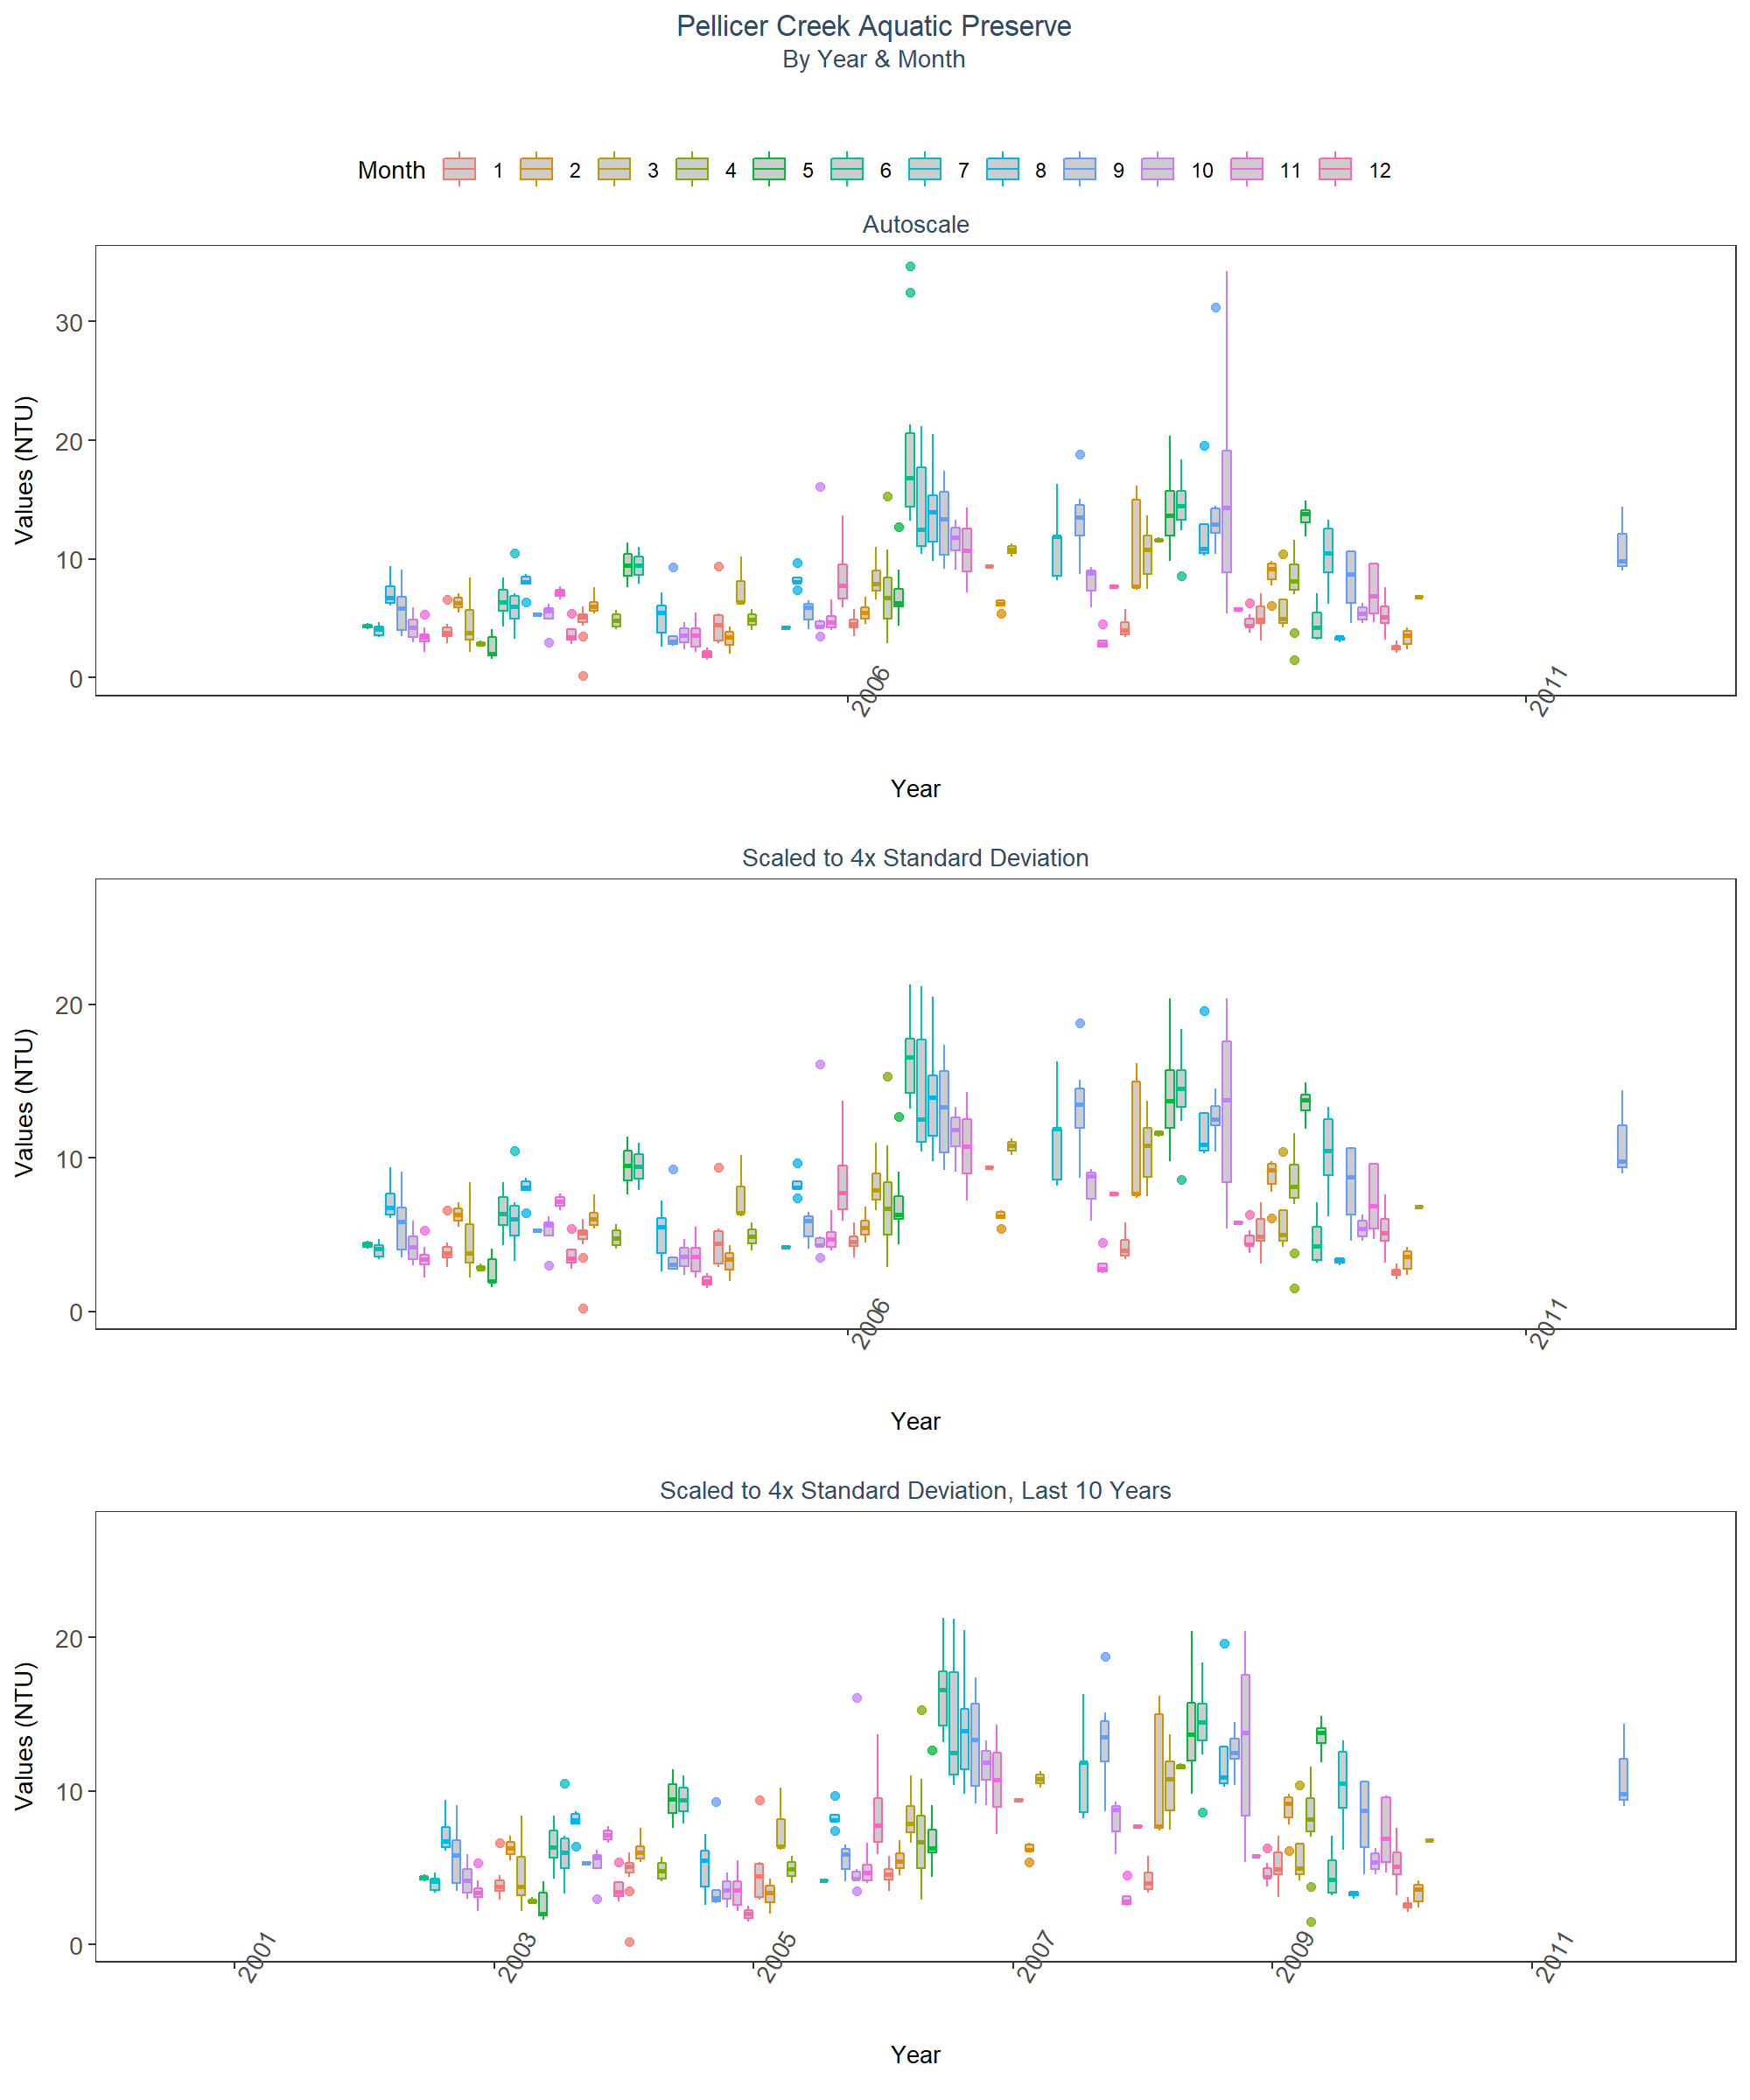 Pellicer Creek Aquatic Preserve
By Year & Month
Month 1 2 3 4 5 6 7 8 9 10 11 12
Autoscale
Values (NTU)
30
20
10
0
2006 2011
Year
Scaled to 4x Standard Deviation
Values (NTU)
20
10
0
2006 2011
Year
Scaled to 4x Standard Deviation, Last 10 Years
Values (NTU)
20
10
0
2001 2003 2005 2007 2009 2011
Year